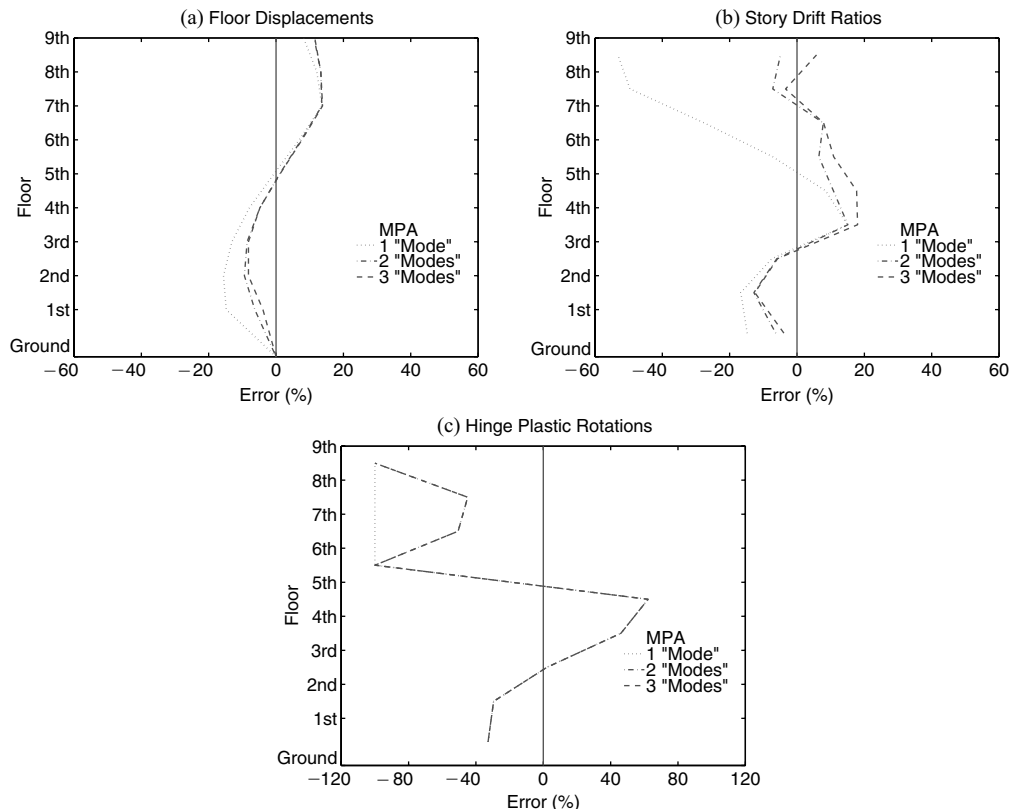 (a) Floor Displacements
9th
8th
7th
6th
5th
4th
3rd
2nd
1st
Ground
Floor
MPA
1 "Mode"
2 "Modes"
3 "Modes"
−60 −40 −20 0 20 40 60
Error (%)
(b) Story Drift Ratios
9th
8th
7th
6th
5th
4th
3rd
2nd
1st
Ground
Floor
MPA
1 "Mode"
2 "Modes"
3 "Modes"
−60 −40 −20 0 20 40 60
Error (%)
(c) Hinge Plastic Rotations
9th
8th
7th
6th
5th
4th
3rd
2nd
1st
Ground
Floor
MPA
1 "Mode"
2 "Modes"
3 "Modes"
−120 −80 −40 0 40 80 120
Error (%)